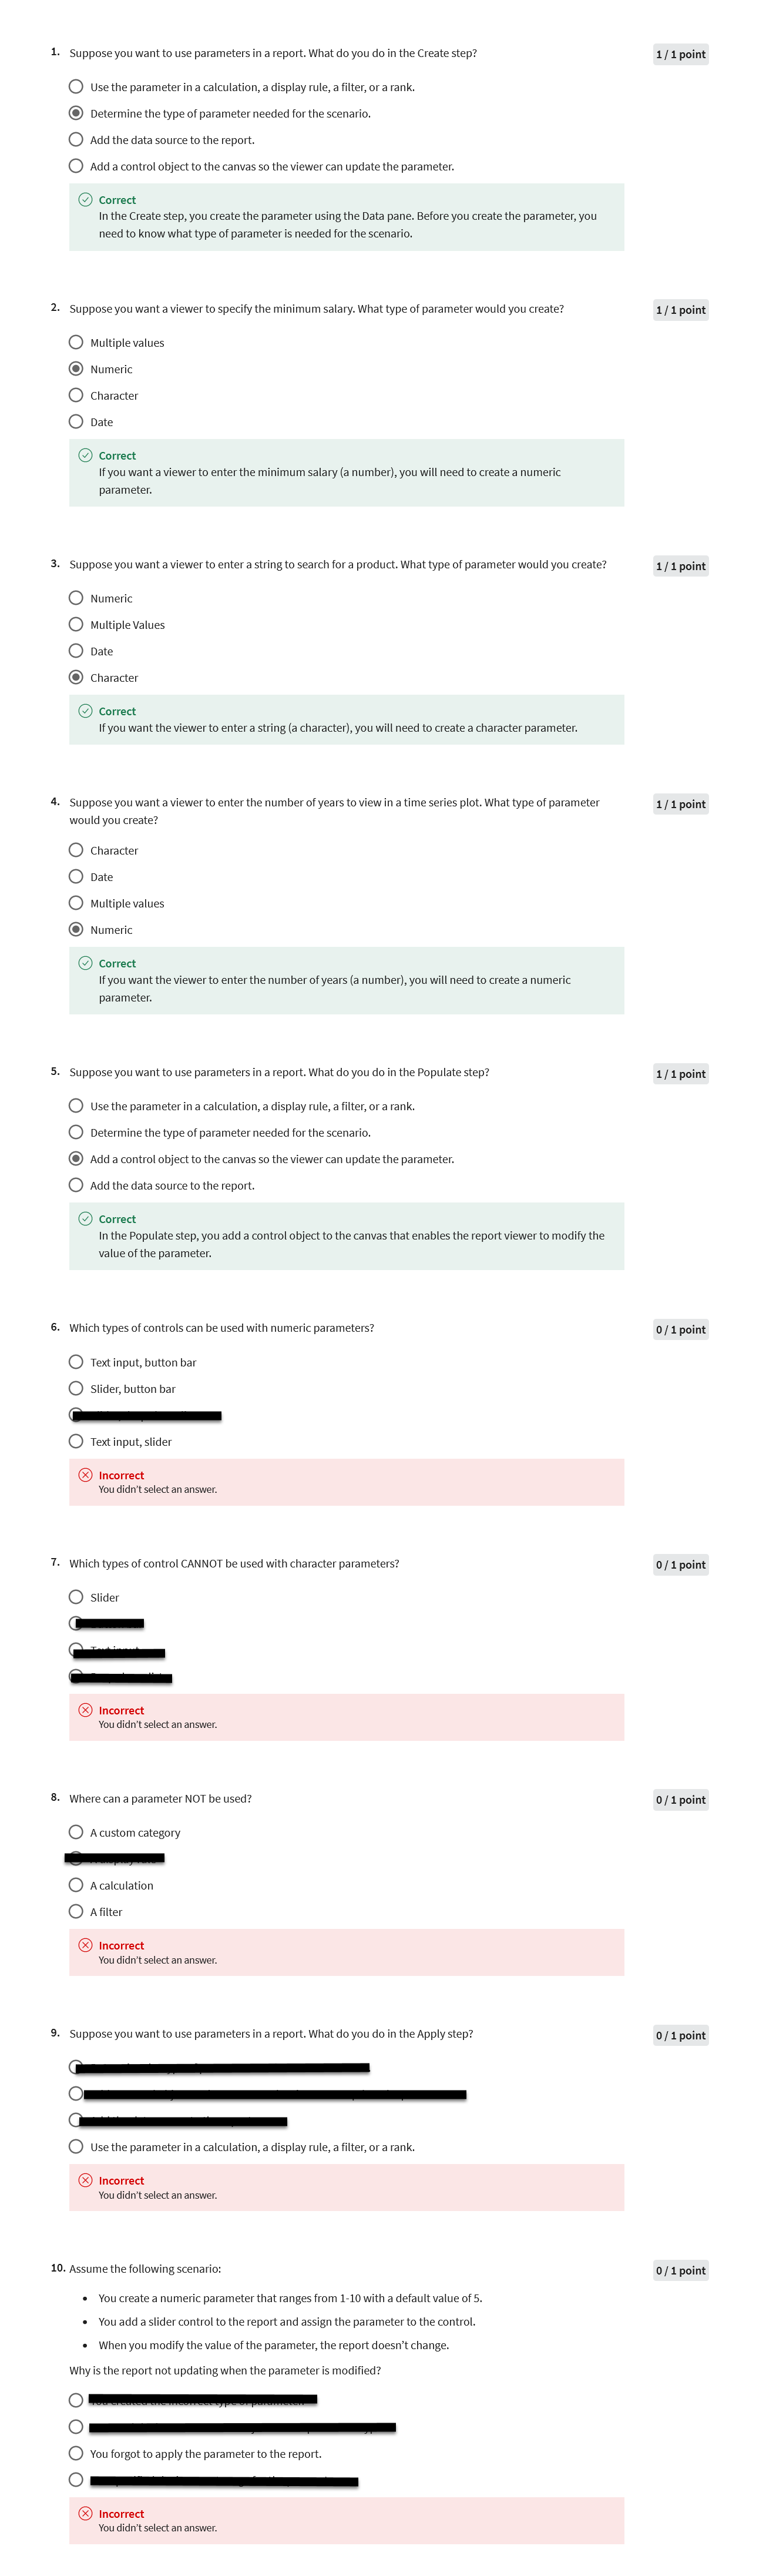 1. Suppose you want to use parameters in a report. What do you do in the Create step?
1 / 1 point
Use the parameter in a calculation, a display rule, a filter, or a rank.
Determine the type of parameter needed for the scenario.
Add the data source to the report.
Add a control object to the canvas so the viewer can update the parameter.
Correct
In the Create step, you create the parameter using the Data pane. Before you create the parameter, you
need to know what type of parameter is needed for the scenario.
2. Suppose you want a viewer to specify the minimum salary. What type of parameter would you create?
1 / 1 point
Multiple values
Numeric
Character
Date
Correct
If you want a viewer to enter the minimum salary (a number), you will need to create a numeric
parameter.
3. Suppose you want a viewer to enter a string to search for a product. What type of parameter would you create?
1 / 1 point
Numeric
Multiple Values
Date
Character
Correct
If you want the viewer to enter a string (a character), you will need to create a character parameter.
4. Suppose you want a viewer to enter the number of years to view in a time series plot. What type of parameter
would you create?
1 / 1 point
Character
Date
Multiple values
Numeric
Correct
If you want the viewer to enter the number of years (a number), you will need to create a numeric
parameter.
5. Suppose you want to use parameters in a report. What do you do in the Populate step?
1 / 1 point
Use the parameter in a calculation, a display rule, a filter, or a rank.
Determine the type of parameter needed for the scenario.
Add a control object to the canvas so the viewer can update the parameter.
Add the data source to the report.
Correct
In the Populate step, you add a control object to the canvas that enables the report viewer to modify the
value of the parameter.
6. Which types of controls can be used with numeric parameters?
0 / 1 point
Text input, button bar
Slider, button bar
Text input, slider
Incorrect
You didn't select an answer.
7. Which types of control CANNOT be used with character parameters?
0 / 1 point
Slider
Incorrect
You didn't select an answer.
8. Where can a parameter NOT be used?
0 / 1 point
A custom category
A calculation
A filter
Incorrect
You didn't select an answer.
9. Suppose you want to use parameters in a report. What do you do in the Apply step?
0 / 1 point
Use the parameter in a calculation, a display rule, a filter, or a rank.
Incorrect
You didn't select an answer.
10. Assume the following scenario:
0 / 1 point
• You create a numeric parameter that ranges from 1-10 with a default value of 5.
• You add a slider control to the report and assign the parameter to the control.
• When you modify the value of the parameter, the report doesn't change.
Why is the report not updating when the parameter is modified?
You forgot to apply the parameter to the report.
Incorrect
You didn't select an answer.